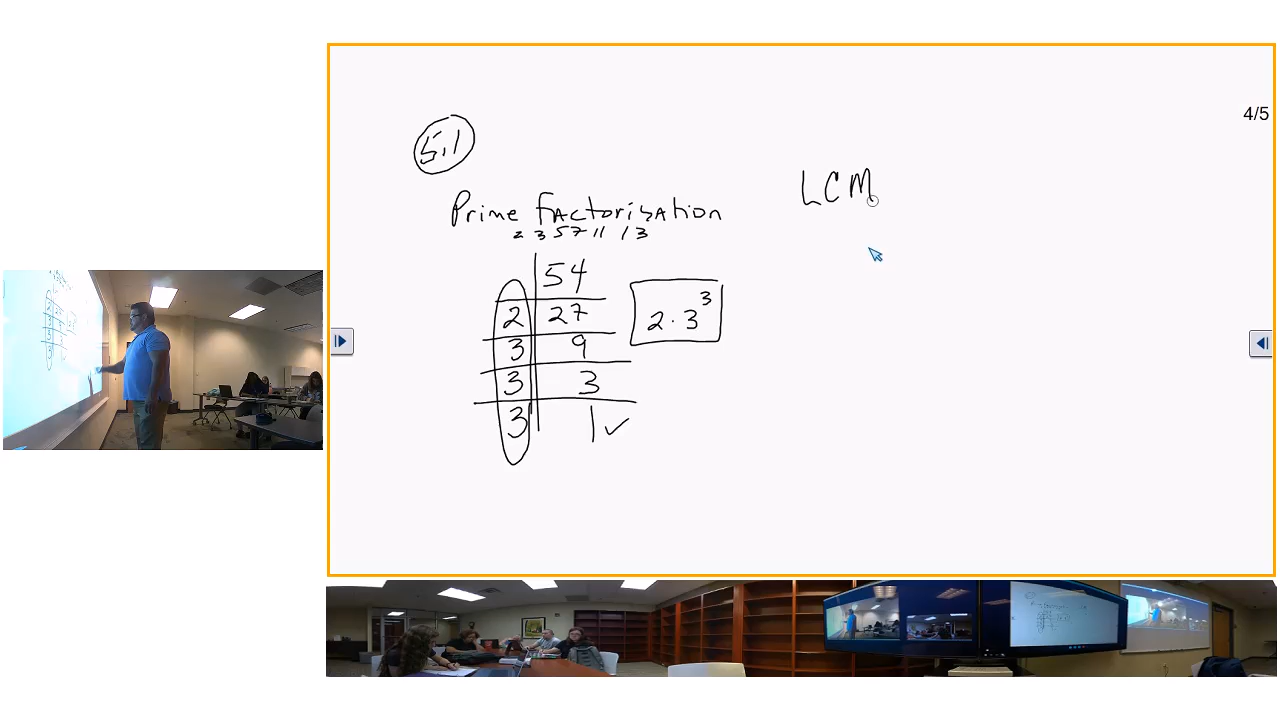 4/5
5.1
LCM
Prime Factorisation
2 3 5 7 11 13
54
2 27
3 9
3 3
3 1✓
2 · 3³